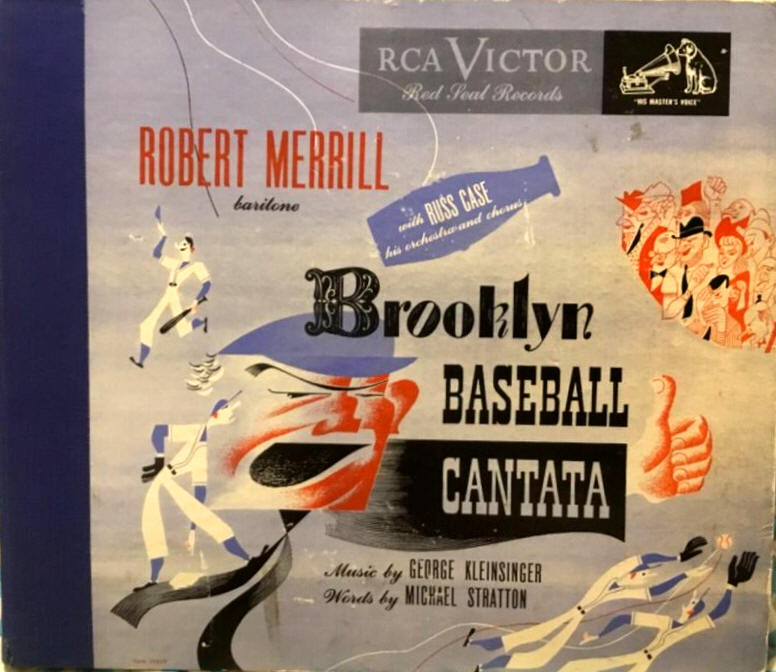 RCA VICTOR
Red Seal Records
"HIS MASTER'S VOICE"
ROBERT MERRILL
baritone
with RUSS CASE
his orchestra and chorus
Brooklyn
BASEBALL
CANTATA
Music by GEORGE KLEINSINGER
Words by MICHAEL STRATTON